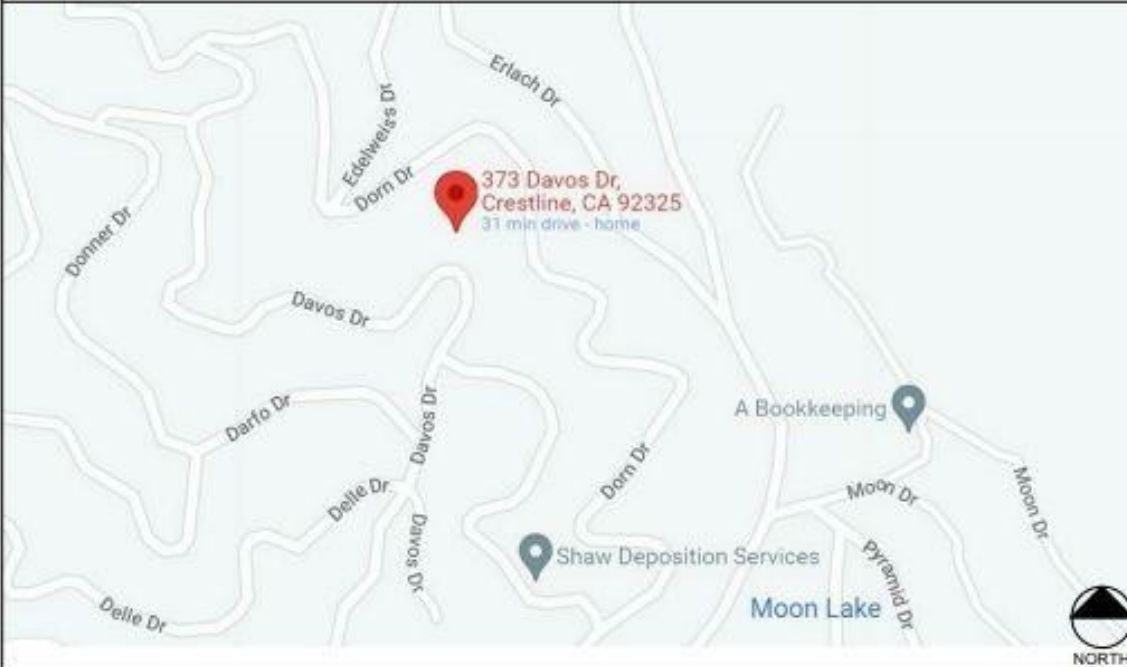 Erlach Dr
Edelweiss Dr
Dorn Dr
373 Davos Dr,
Crestline, CA 92325
31 min drive - home
Donner Dr
Davos Dr
Darfo Dr
Davos Dr
A Bookkeeping
Dorn Dr
Delle Dr
Moon Dr
Moon Dr
Davos Dr
Shaw Deposition Services
Pyramid Dr
Delle Dr
Moon Lake
NORTH